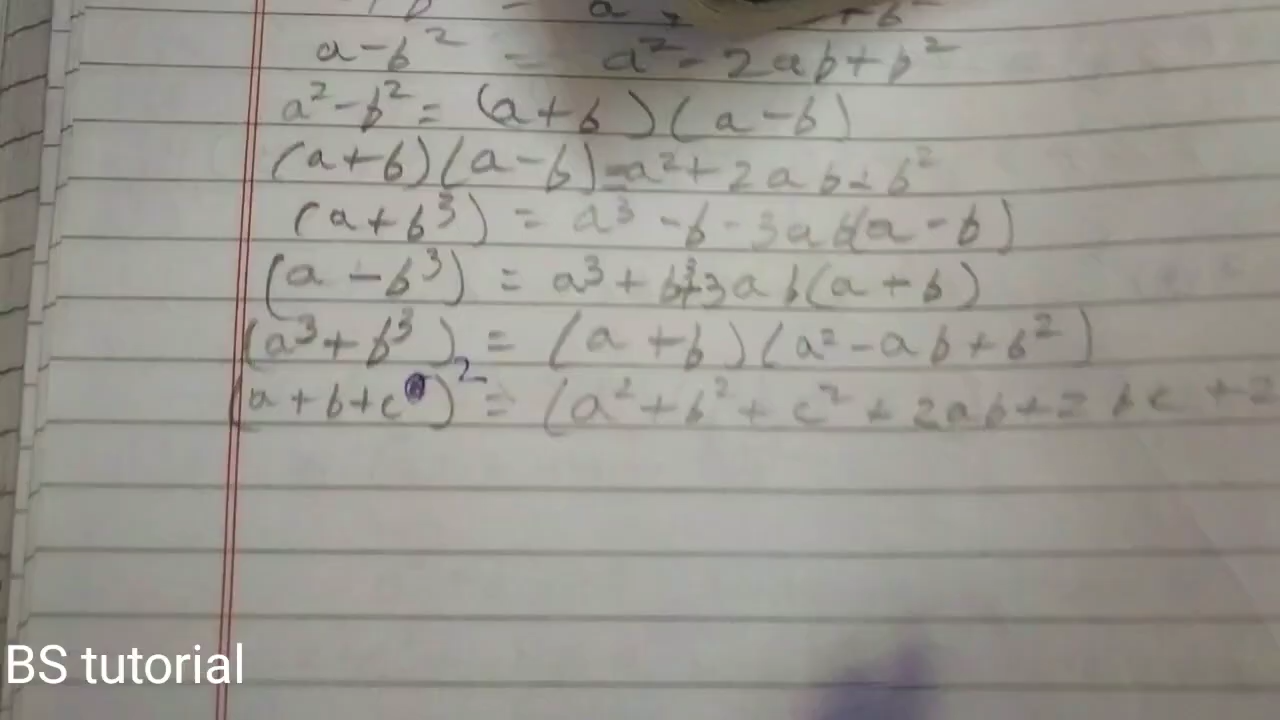 a-b² = a²-2ab+b²
a²-b² = (a+b)(a-b)
(a+b)(a-b)=a²+2ab+b²
(a+b³) = a³-b-3ab(a-b)
(a-b³) = a³+b³+3ab(a+b)
(a³+b³) = (a+b)(a²-ab+b²)
(a+b+c)² = (a²+b²+c²+2ab+2bc+2
BS tutorial